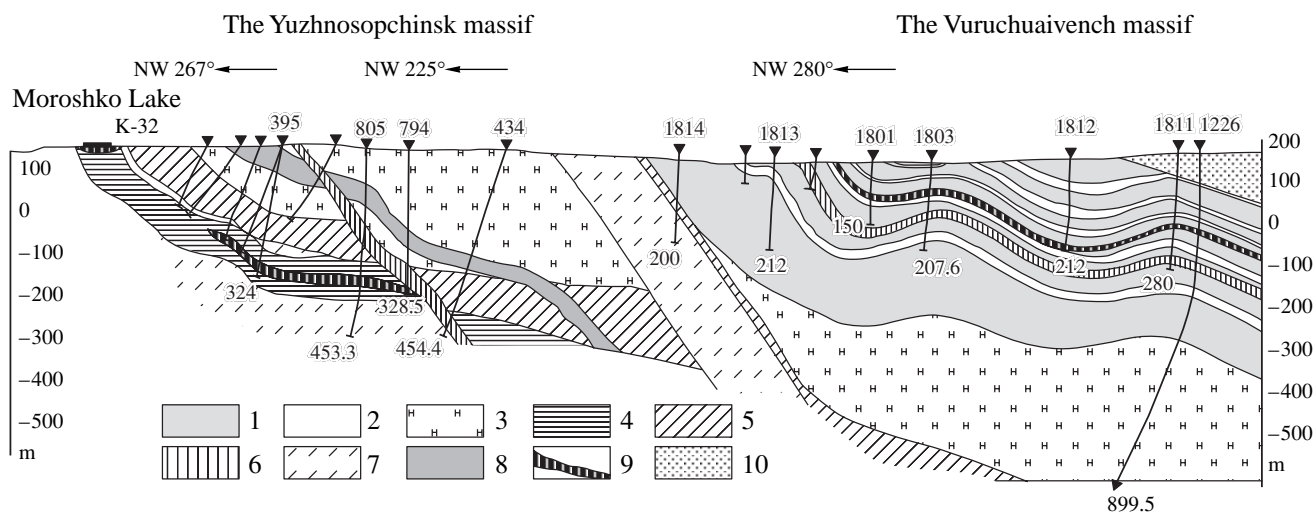 The Yuzhnosopchinsk massif The Vuruchuaivench massif
NW 267° NW 225° NW 280°
Moroshko Lake
K-32 395 805 794 434 1814 1813 1801 1803 1812 1811 1226
100
0
–100
–200
–300
–400
–500
m
200
100
0
–100
–200
–300
–400
–500
m
324 328.5 453.3 454.4 200 212 150 207.6 212 280
899.5
1 2 3 4 5
6 7 8 9 10